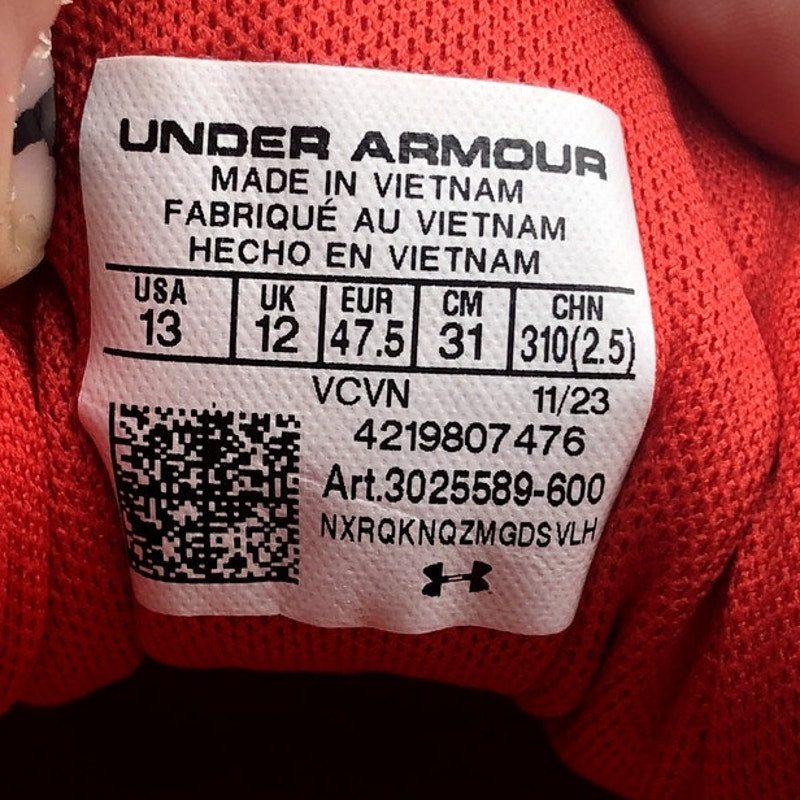 UNDER ARMOUR
MADE IN VIETNAM
FABRIQUÉ AU VIETNAM
HECHO EN VIETNAM
USA UK EUR CM CHN
13 12 47.5 31 310(2.5)
VCVN 11/23
4219807476
Art.3025589-600
NXRQKNQZMGDSVLH